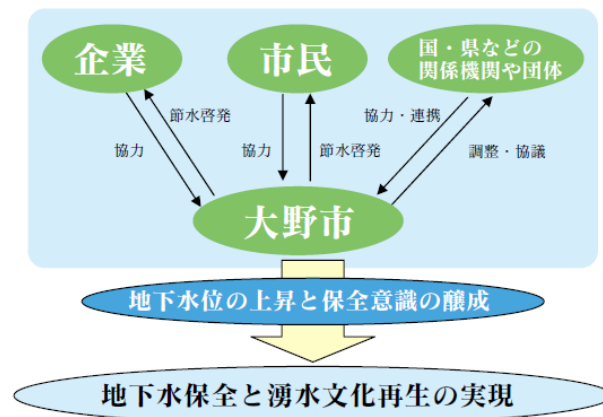 企業
市民
国・県などの
関係機関や団体
節水啓発
協力・連携
協力
協力
節水啓発
調整・協議
大野市
地下水位の上昇と保全意識の醸成
地下水保全と湧水文化再生の実現